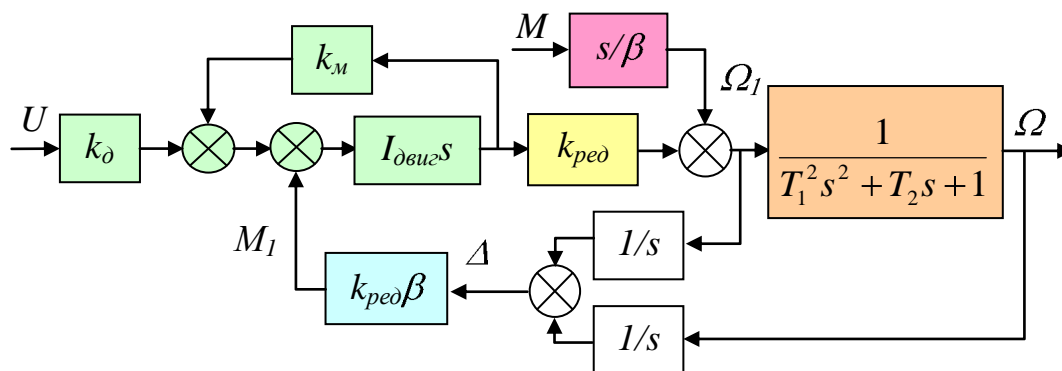 M
s/β
k_м
Ω_1
U
k_д
I_двиг s
k_ред
1
T_1^2 s^2 + T_2 s + 1
Ω
M_1
k_ред β
Δ
1/s
1/s